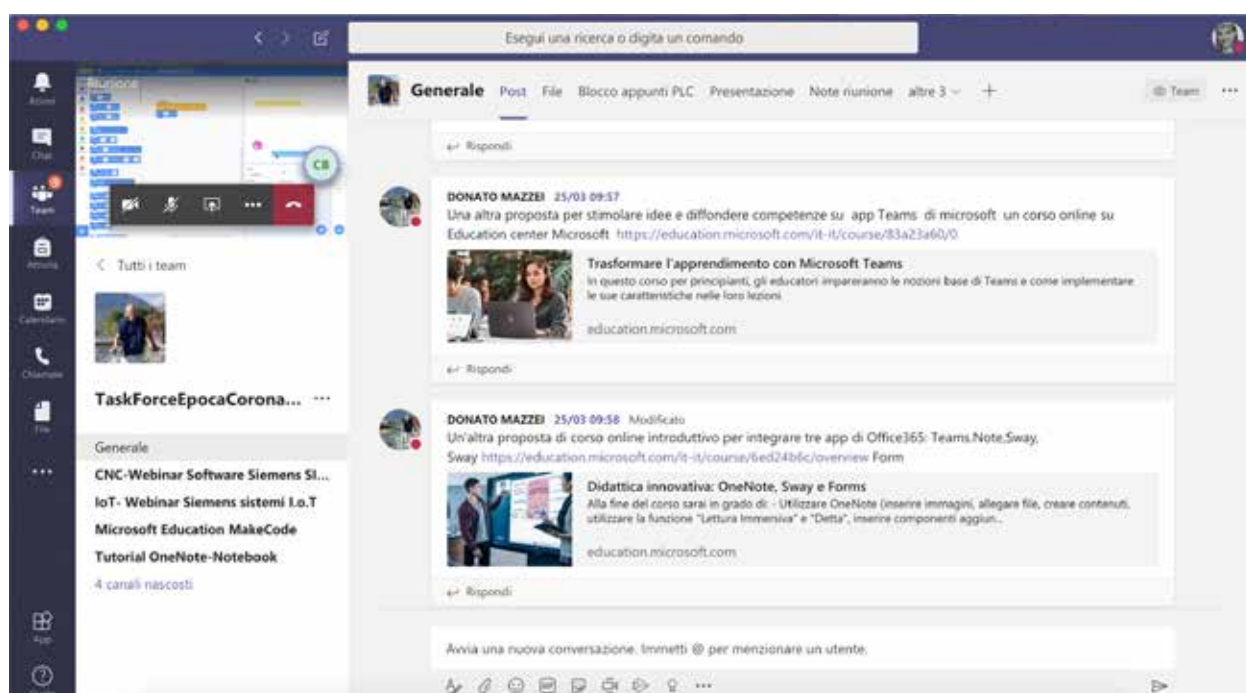 Esegui una ricerca o digita un comando
Riunione
CB
Chat
Team
Attività
Calendario
Chiamate
File
App
Tutti i team
TaskForceEpocaCorona...
Generale
CNC-Webinar Software Siemens SI...
IoT- Webinar Siemens sistemi I.o.T
Microsoft Education MakeCode
Tutorial OneNote-Notebook
4 canali nascosti
Generale Post File Blocco appunti PLC Presentazione Note riunione altre 3
Team
Rispondi
DONATO MAZZEI 25/03 09:57
Una altra proposta per stimolare idee e diffondere competenze su app Teams di microsoft un corso online su
Education center Microsoft https://education.microsoft.com/it-it/course/83a23a60/0
Trasformare l'apprendimento con Microsoft Teams
In questo corso per principianti, gli educatori impareranno le nozioni base di Teams e come implementare
le sue caratteristiche nelle loro lezioni
education.microsoft.com
Rispondi
DONATO MAZZEI 25/03 09:58 Modificato
Un'altra proposta di corso online introduttivo per integrare tre app di Office365: Teams.Note,Sway,
Sway https://education.microsoft.com/it-it/course/6ed24b6c/overview Form
Didattica innovativa: OneNote, Sway e Forms
Alla fine del corso sarai in grado di: - Utilizzare OneNote (inserire immagini, allegare file, creare contenuti,
utilizzare la funzione "Lettura Immersiva" e "Detta", inserire componenti aggiun...
education.microsoft.com
Rispondi
Avvia una nuova conversazione. Immetti @ per menzionare un utente.